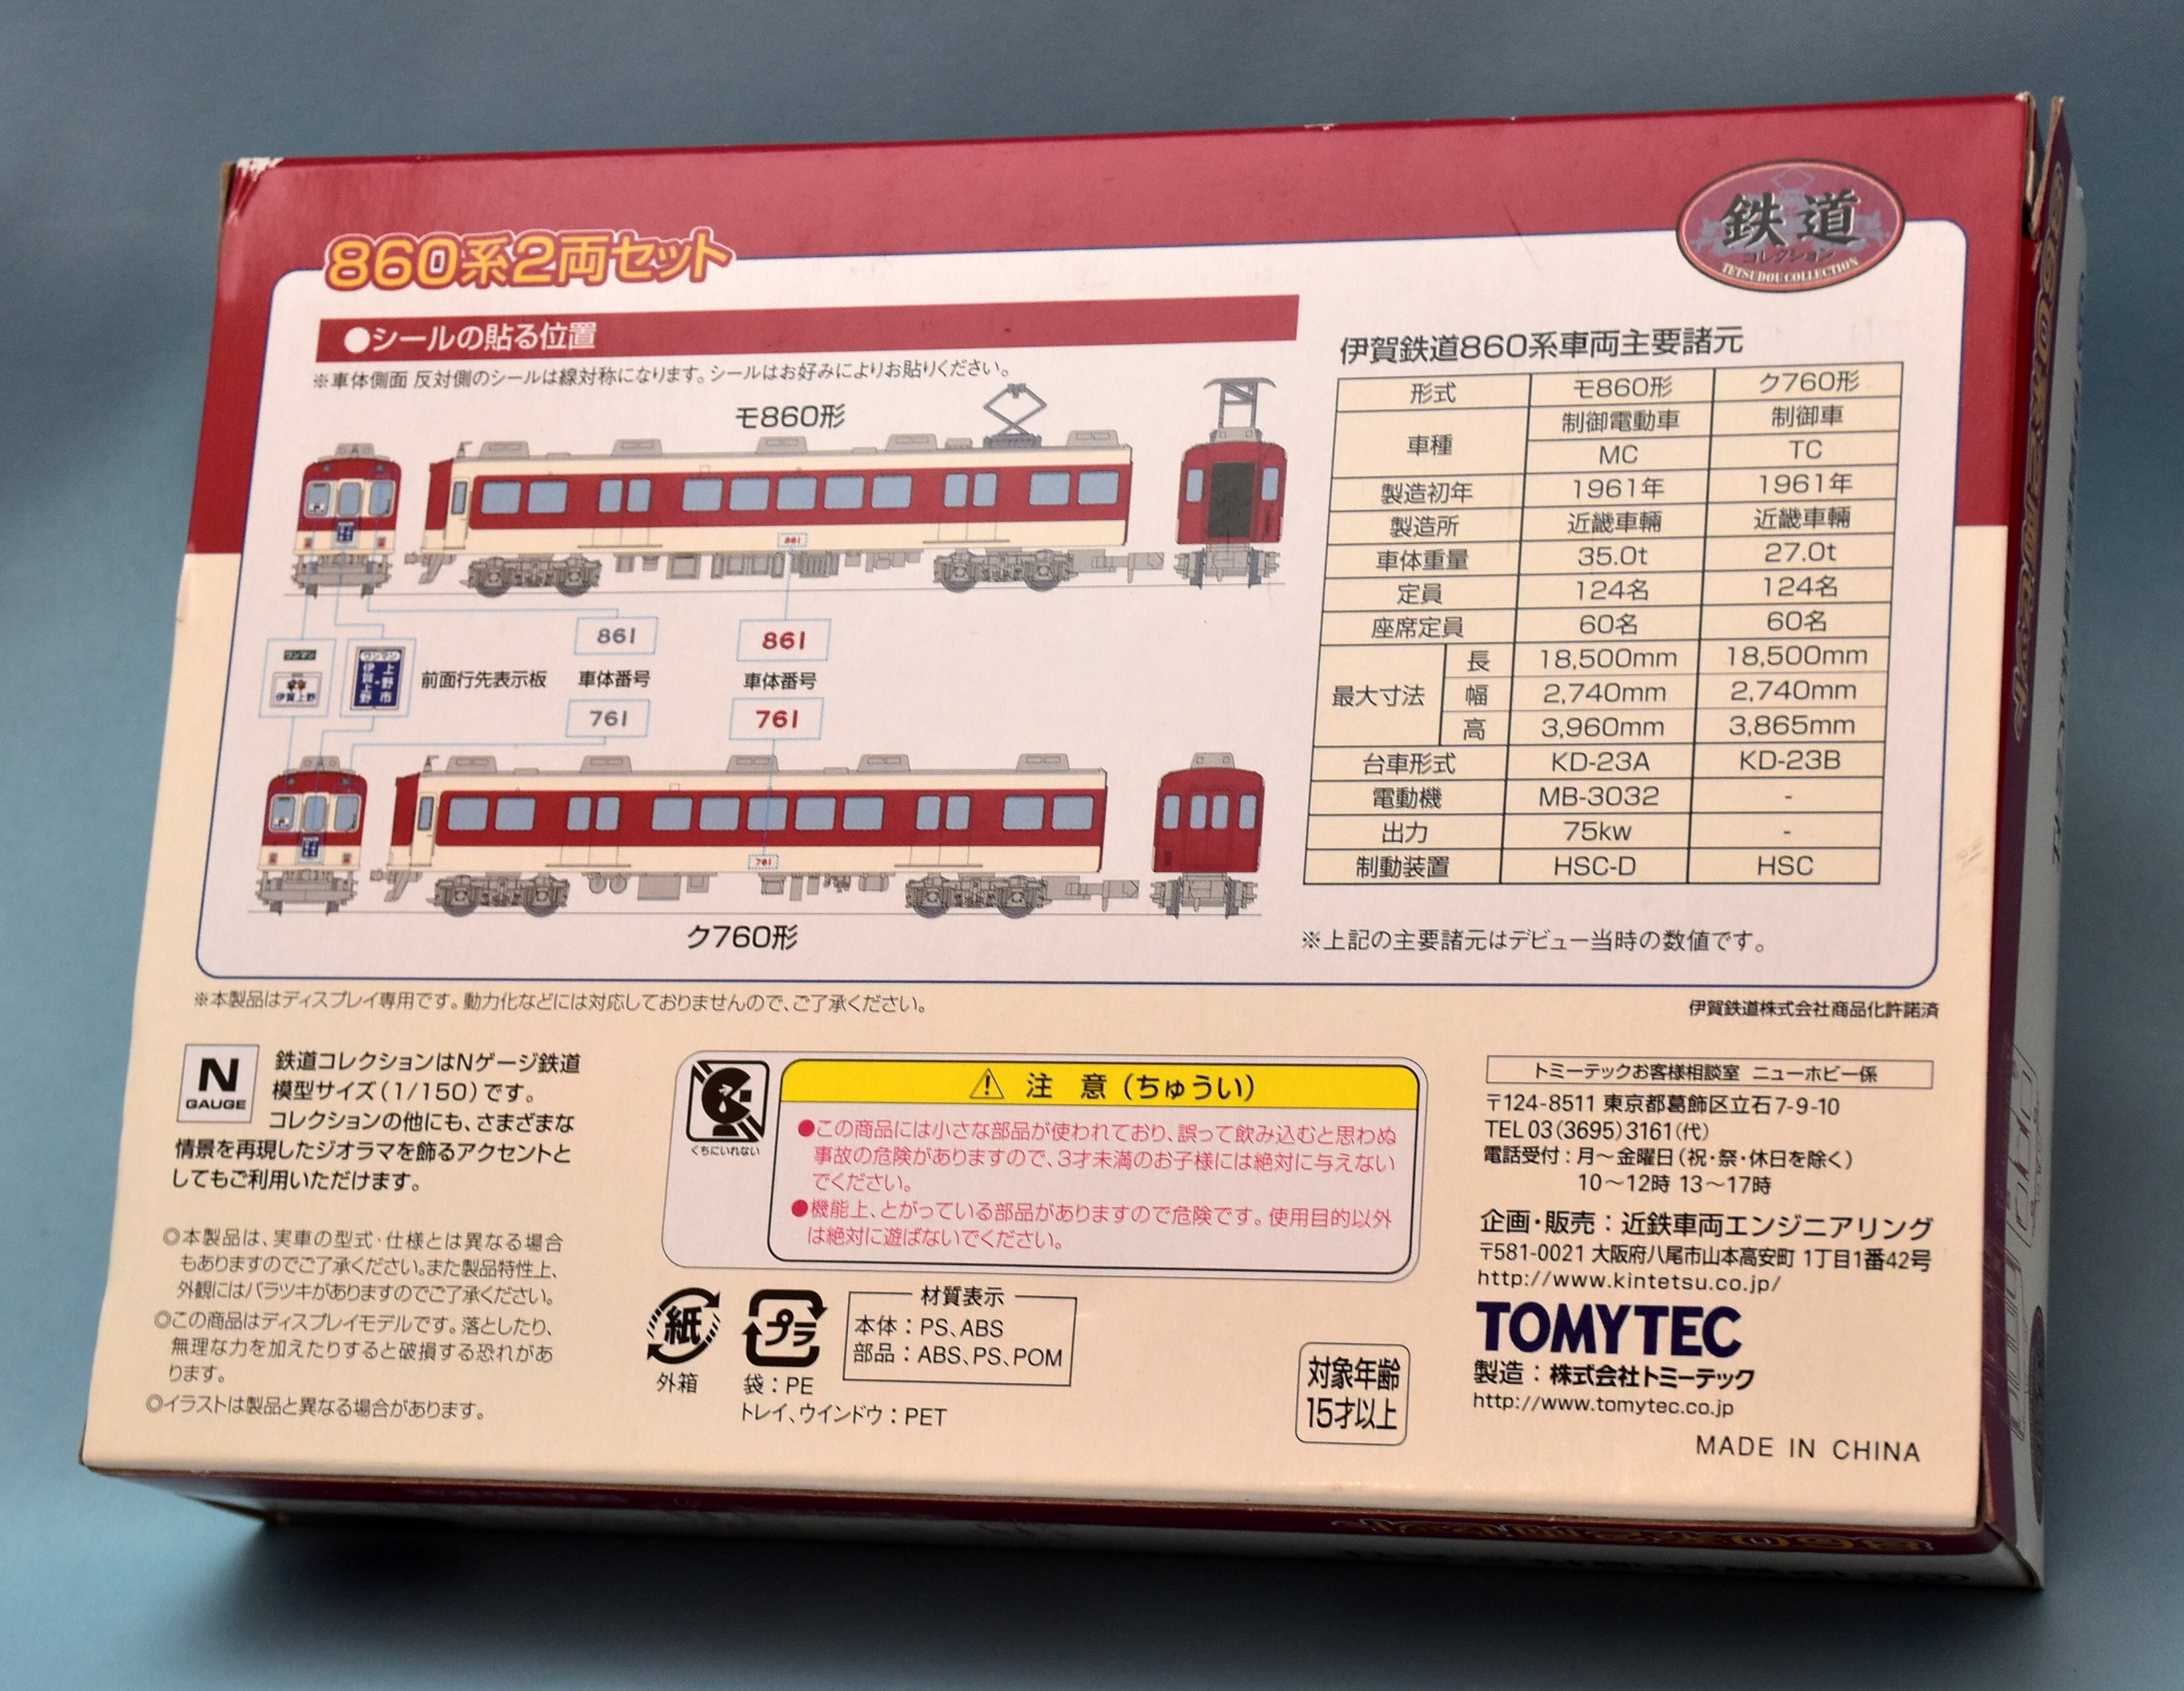 860系2両セット
鉄道
コレクション
TETSUDOU COLLECTION
●シールの貼る位置
※車体側面 反対側のシールは線対称になります。シールはお好みによりお貼りください。
モ860形
861
861
861
車体番号
車体番号
前面行先表示板
ワンマン
伊賀上野
ワンマン
上野市
伊賀上野
761
761
761
ク760形
伊賀鉄道860系車両主要諸元
形式 モ860形 ク760形
車種 制御電動車 制御車
MC TC
製造初年 1961年 1961年
製造所 近畿車輛 近畿車輛
車体重量 35.0t 27.0t
定員 124名 124名
座席定員 60名 60名
最大寸法 長 18,500mm 18,500mm
幅 2,740mm 2,740mm
高 3,960mm 3,865mm
台車形式 KD-23A KD-23B
電動機 MB-3032 -
出力 75kw -
制動装置 HSC-D HSC
※上記の主要諸元はデビュー当時の数値です。
※本製品はディスプレイ専用です。動力化などには対応しておりませんので、ご了承ください。
伊賀鉄道株式会社商品化許諾済
N
GAUGE
鉄道コレクションはNゲージ鉄道
模型サイズ(1/150)です。
コレクションの他にも、さまざまな
情景を再現したジオラマを飾るアクセントと
してもご利用いただけます。
◎本製品は、実車の型式・仕様とは異なる場合
もありますのでご了承ください。また製品特性上、
外観にはバラツキがありますのでご了承ください。
◎この商品はディスプレイモデルです。落としたり、
無理な力を加えたりすると破損する恐れがあ
ります。
◎イラストは製品と異なる場合があります。
くちにいれない
⚠ 注 意(ちゅうい)
●この商品には小さな部品が使われており、誤って飲み込むと思わぬ
事故の危険がありますので、3才未満のお子様には絶対に与えない
でください。
●機能上、とがっている部品がありますので危険です。使用目的以外
は絶対に遊ばないでください。
紙
外箱
プラ
袋:PE
トレイ、ウインドウ:PET
材質表示
本体:PS、ABS
部品:ABS、PS、POM
対象年齢
15才以上
トミーテックお客様相談室 ニューホビー係
〒124-8511 東京都葛飾区立石7-9-10
TEL 03(3695)3161(代)
電話受付:月〜金曜日(祝・祭・休日を除く)
10〜12時 13〜17時
企画・販売:近鉄車両エンジニアリング
〒581-0021 大阪府八尾市山本高安町 1丁目1番42号
http://www.kintetsu.co.jp/
TOMYTEC
製造:株式会社トミーテック
http://www.tomytec.co.jp
MADE IN CHINA